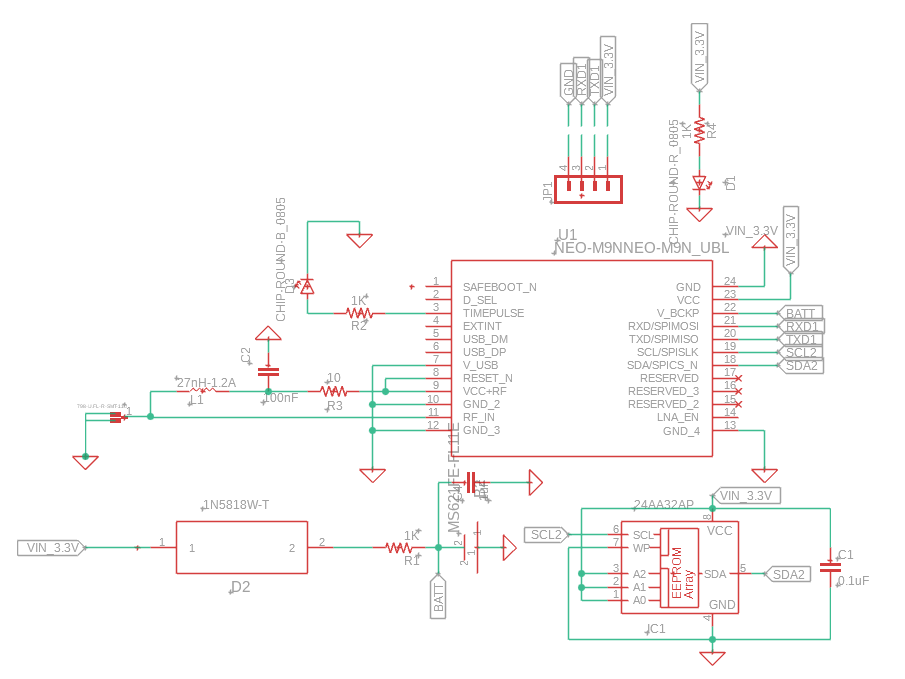 GND
RXD1
TXD1
VIN_3.3V
VIN_3.3V
4
3
2
1
JP1
CHIP-ROUND-R_0805
1K
R4
D1
U1
NEO-M9NNEO-M9N_UBL
VIN_3.3V
VIN_3.3V
CHIP-ROUND-B_0805
D3
1K
R2
1 SAFEBOOT_N GND 24
2 D_SEL VCC 23
3 TIMEPULSE V_BCKP 22 BATT
4 EXTINT RXD/SPIMOSI 21 RXD1
5 USB_DM TXD/SPIMISO 20 TXD1
6 USB_DP SCL/SPISLK 19 SCL2
7 V_USB SDA/SPICS_N 18 SDA2
8 RESET_N RESERVED 17
9 VCC+RF RESERVED_3 16
10 GND_2 RESERVED_2 15
11 RF_IN LNA_EN 14
12 GND_3 GND_4 13
C2
100nF
27nH-1.2A
L1
10
R3
1
MS621FE-FL11E
1N5818W-T
VIN_3.3V
1 1 2 2
D2
1K
R1
BATT
2
1
2
1
24AA32AP
VIN_3.3V
8
VCC
SCL2
6 SCL
7 WP
3 A2
2 A1
1 A0
EEPROM
Array
SDA 5 SDA2
GND
4
IC1
C1
0.1uF